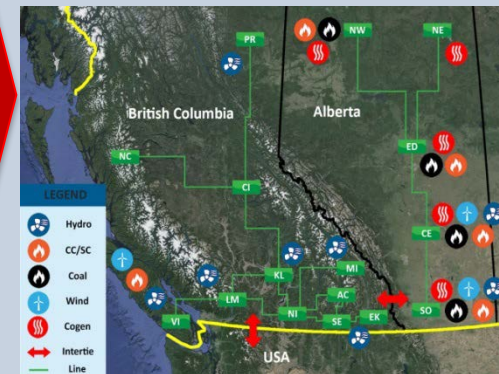 PR
NW
NE
British Columbia
Alberta
NC
ED
CI
LEGEND
Hydro
CC/SC
Coal
Wind
Cogen
Intertie
Line
CE
KL
MI
LM
AC
VI
NI
SE
EK
SO
USA